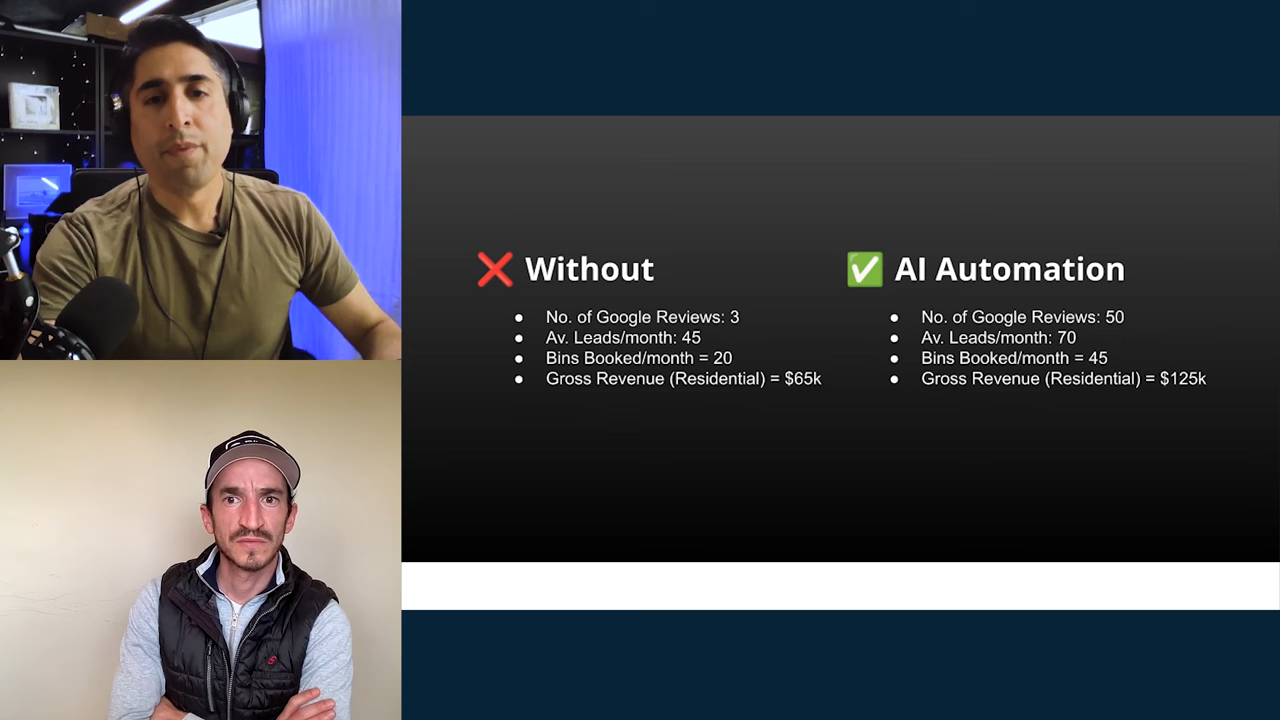 ❌ Without
● No. of Google Reviews: 3
● Av. Leads/month: 45
● Bins Booked/month = 20
● Gross Revenue (Residential) = $65k
✅ AI Automation
● No. of Google Reviews: 50
● Av. Leads/month: 70
● Bins Booked/month = 45
● Gross Revenue (Residential) = $125k